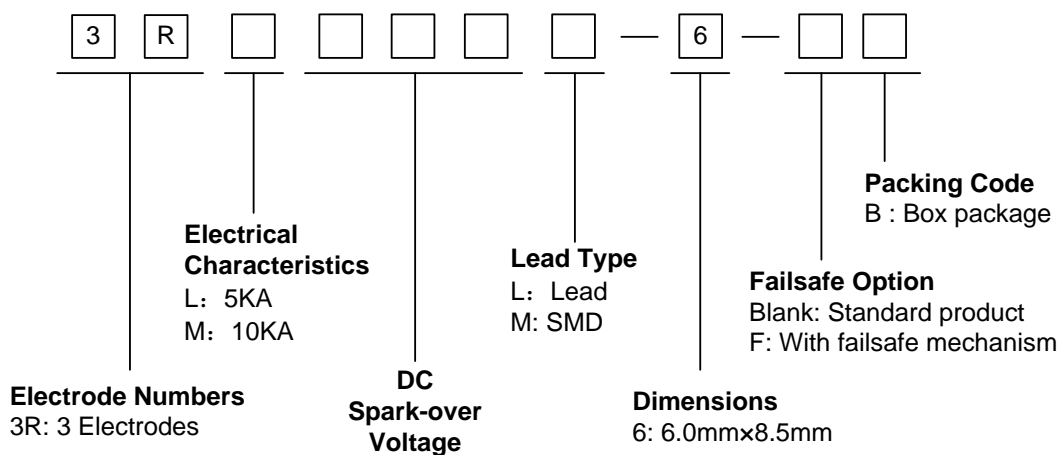 3 R 6
Packing Code
B : Box package
Electrical
Characteristics
L：5KA
M：10KA
Lead Type
L：Lead
M: SMD
Failsafe Option
Blank: Standard product
F: With failsafe mechanism
Electrode Numbers
3R: 3 Electrodes
DC
Spark-over
Voltage
Dimensions
6: 6.0mm×8.5mm